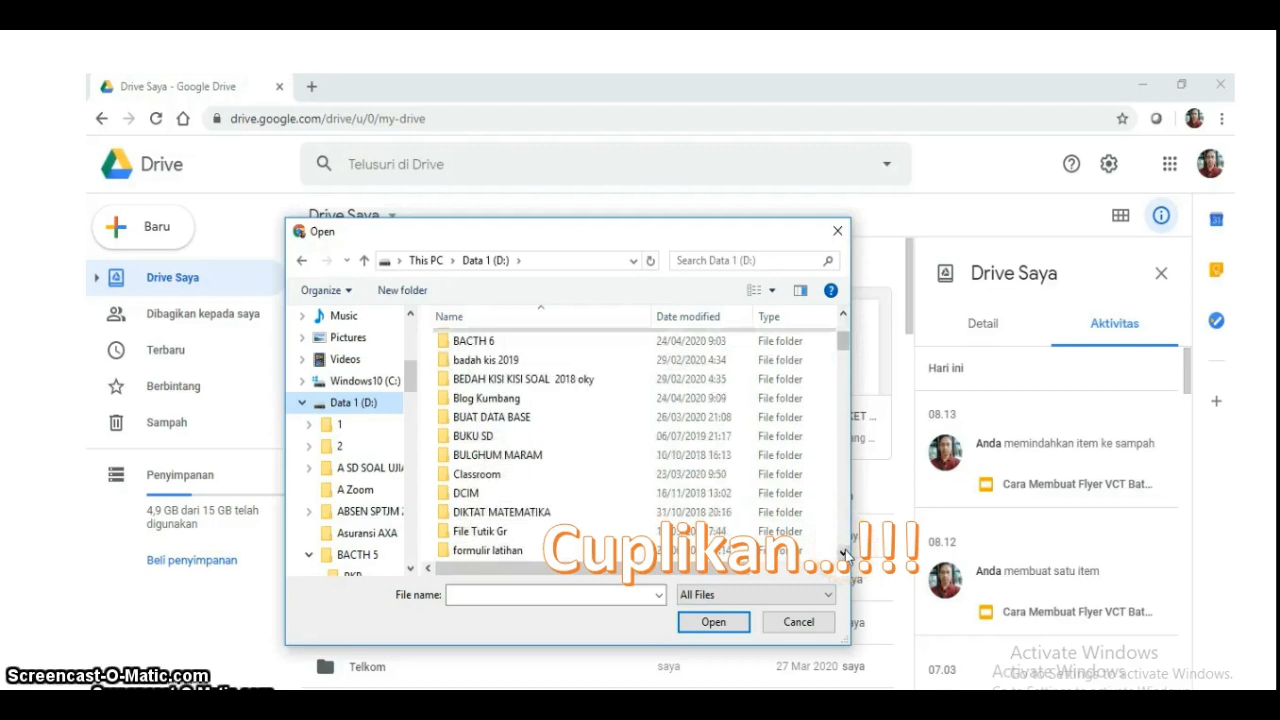 Drive Saya - Google Drive
drive.google.com/drive/u/0/my-drive
Drive
Telusuri di Drive
Baru
Drive Saya
Dibagikan kepada saya
Terbaru
Berbintang
Sampah
Penyimpanan
4,9 GB dari 15 GB telah
digunakan
Beli penyimpanan
Drive Saya
Open
This PC > Data 1 (D:) >
Search Data 1 (D:)
Organize
New folder
Music
Pictures
Videos
Windows10 (C:)
Data 1 (D:)
1
2
A SD SOAL UJI
A Zoom
ABSEN SPTJM
Asuransi AXA
BACTH 5
Name Date modified Type
BACTH 6 24/04/2020 9:03 File folder
badah kis 2019 29/02/2020 4:34 File folder
BEDAH KISI KISI SOAL 2018 oky 29/02/2020 4:35 File folder
Blog Kumbang 24/04/2020 9:09 File folder
BUAT DATA BASE 26/03/2020 21:08 File folder
BUKU SD 06/07/2019 21:17 File folder
BULGHUM MARAM 10/10/2018 16:13 File folder
Classroom 23/03/2020 9:50 File folder
DCIM 16/11/2018 13:02 File folder
DIKTAT MATEMATIKA 31/10/2018 20:16 File folder
File Tutik Gr File folder
formulir latihan
Cuplikan...!!!
File name:
All Files
Open
Cancel
Telkom saya 27 Mar 2020 saya
Drive Saya
Detail
Aktivitas
Hari ini
08.13
Anda memindahkan item ke sampah
Cara Membuat Flyer VCT Bat...
08.12
Anda membuat satu item
Cara Membuat Flyer VCT Bat...
07.03
Activate Windows
Go to Settings to activate Windows.
Screencast-O-Matic.com